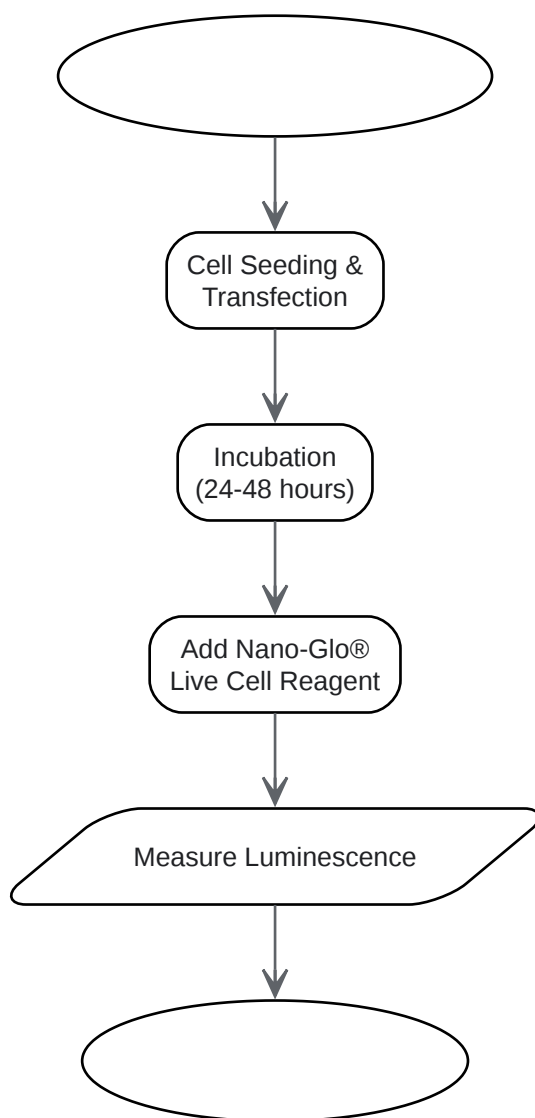 Cell Seeding &
Transfection
Incubation
(24-48 hours)
Add Nano-Glo®
Live Cell Reagent
Measure Luminescence